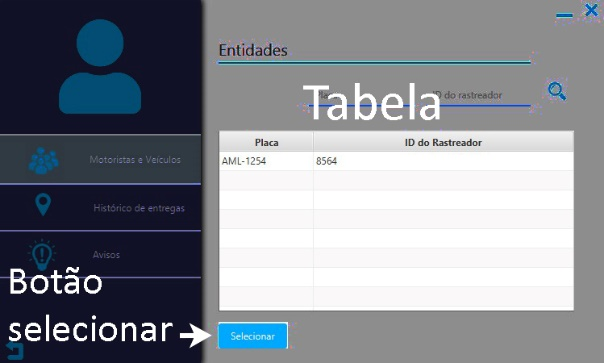 Entidades
Tabela
ID do rastreador
Placa ID do Rastreador
AML-1254 8564
Motoristas e Veículos
Histórico de entregas
Avisos
Botão
selecionar
Selecionar